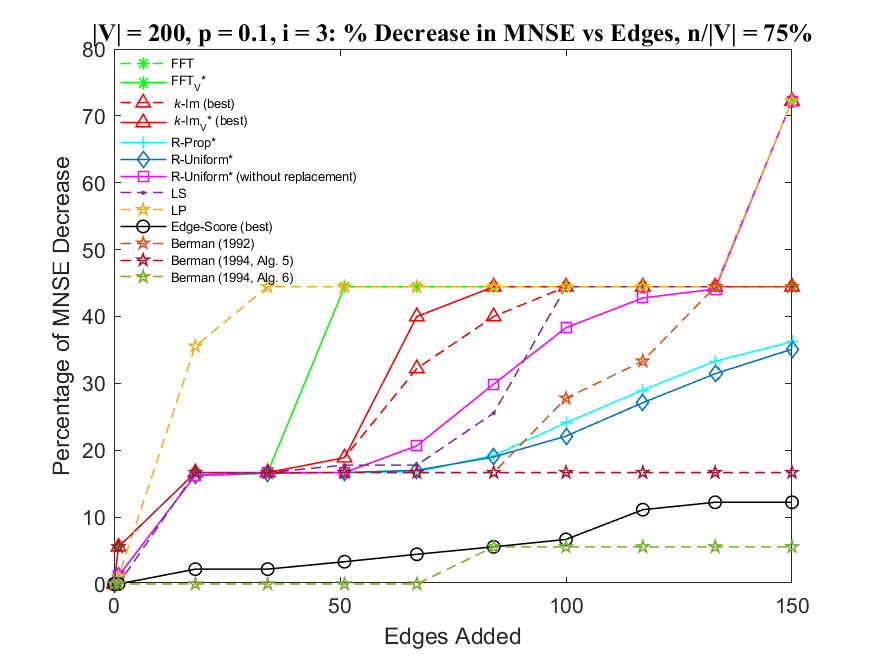 |V| = 200, p = 0.1, i = 3: % Decrease in MNSE vs Edges, n/|V| = 75%
80
70
60
50
40
30
20
10
0
Percentage of MNSE Decrease
FFT
FFT_V*
k-Im (best)
k-Im_V* (best)
R-Prop*
R-Uniform*
R-Uniform* (without replacement)
LS
LP
Edge-Score (best)
Berman (1992)
Berman (1994, Alg. 5)
Berman (1994, Alg. 6)
0
50
100
150
Edges Added